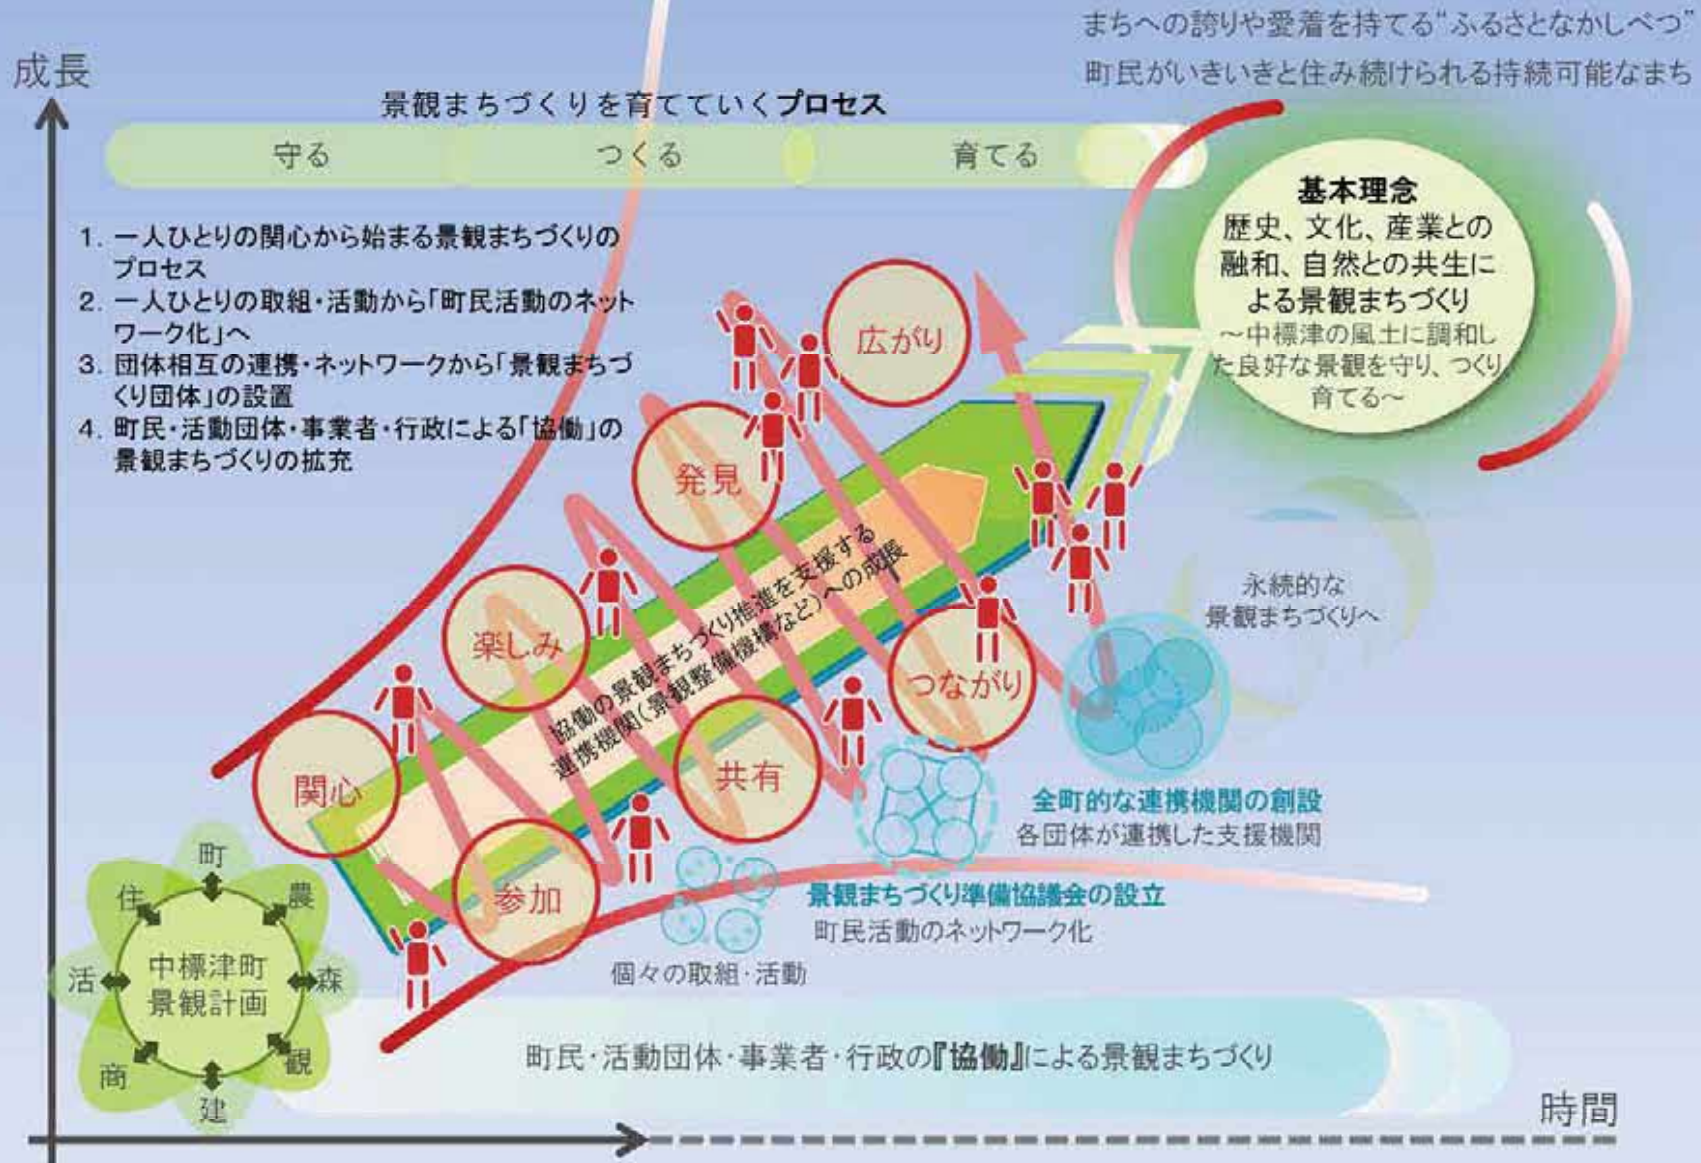 まちへの誇りや愛着を持てる“ふるさとなかしべつ”
町民がいきいきと住み続けられる持続可能なまち
成長
景観まちづくりを育てていくプロセス
守る
つくる
育てる
1. 一人ひとりの関心から始まる景観まちづくりの
プロセス
2. 一人ひとりの取組・活動から「町民活動のネット
ワーク化」へ
3. 団体相互の連携・ネットワークから「景観まちづ
くり団体」の設置
4. 町民・活動団体・事業者・行政による「協働」の
景観まちづくりの拡充
基本理念
歴史、文化、産業との
融和、自然との共生に
よる景観まちづくり
～中標津の風土に調和し
た良好な景観を守り、つくり、
育てる～
広がり
発見
楽しみ
関心
つながり
共有
参加
協働の景観まちづくり推進を支援する
連携機関(景観整備機構など)への成長
永続的な
景観まちづくりへ
全町的な連携機関の創設
各団体が連携した支援機関
景観まちづくり準備協議会の設立
町民活動のネットワーク化
個々の取組・活動
町
農
森
観
建
商
活
住
中標津町
景観計画
町民・活動団体・事業者・行政の『協働』による景観まちづくり
時間